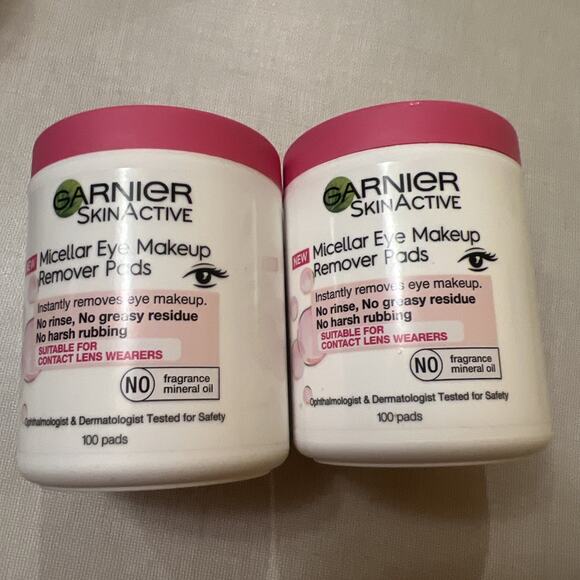 GARNIER
SKINACTIVE
NEW
Micellar Eye Makeup
Remover Pads
Instantly removes eye makeup.
No rinse, No greasy residue
No harsh rubbing
SUITABLE FOR
CONTACT LENS WEARERS
NO fragrance
mineral oil
Ophthalmologist & Dermatologist Tested for Safety
100 pads
GARNIER
SKINACTIVE
NEW
Micellar Eye Makeup
Remover Pads
Instantly removes eye makeup.
No rinse, No greasy residue
No harsh rubbing
SUITABLE FOR
CONTACT LENS WEARERS
NO fragrance
mineral oil
Ophthalmologist & Dermatologist Tested for Safety
100 pads